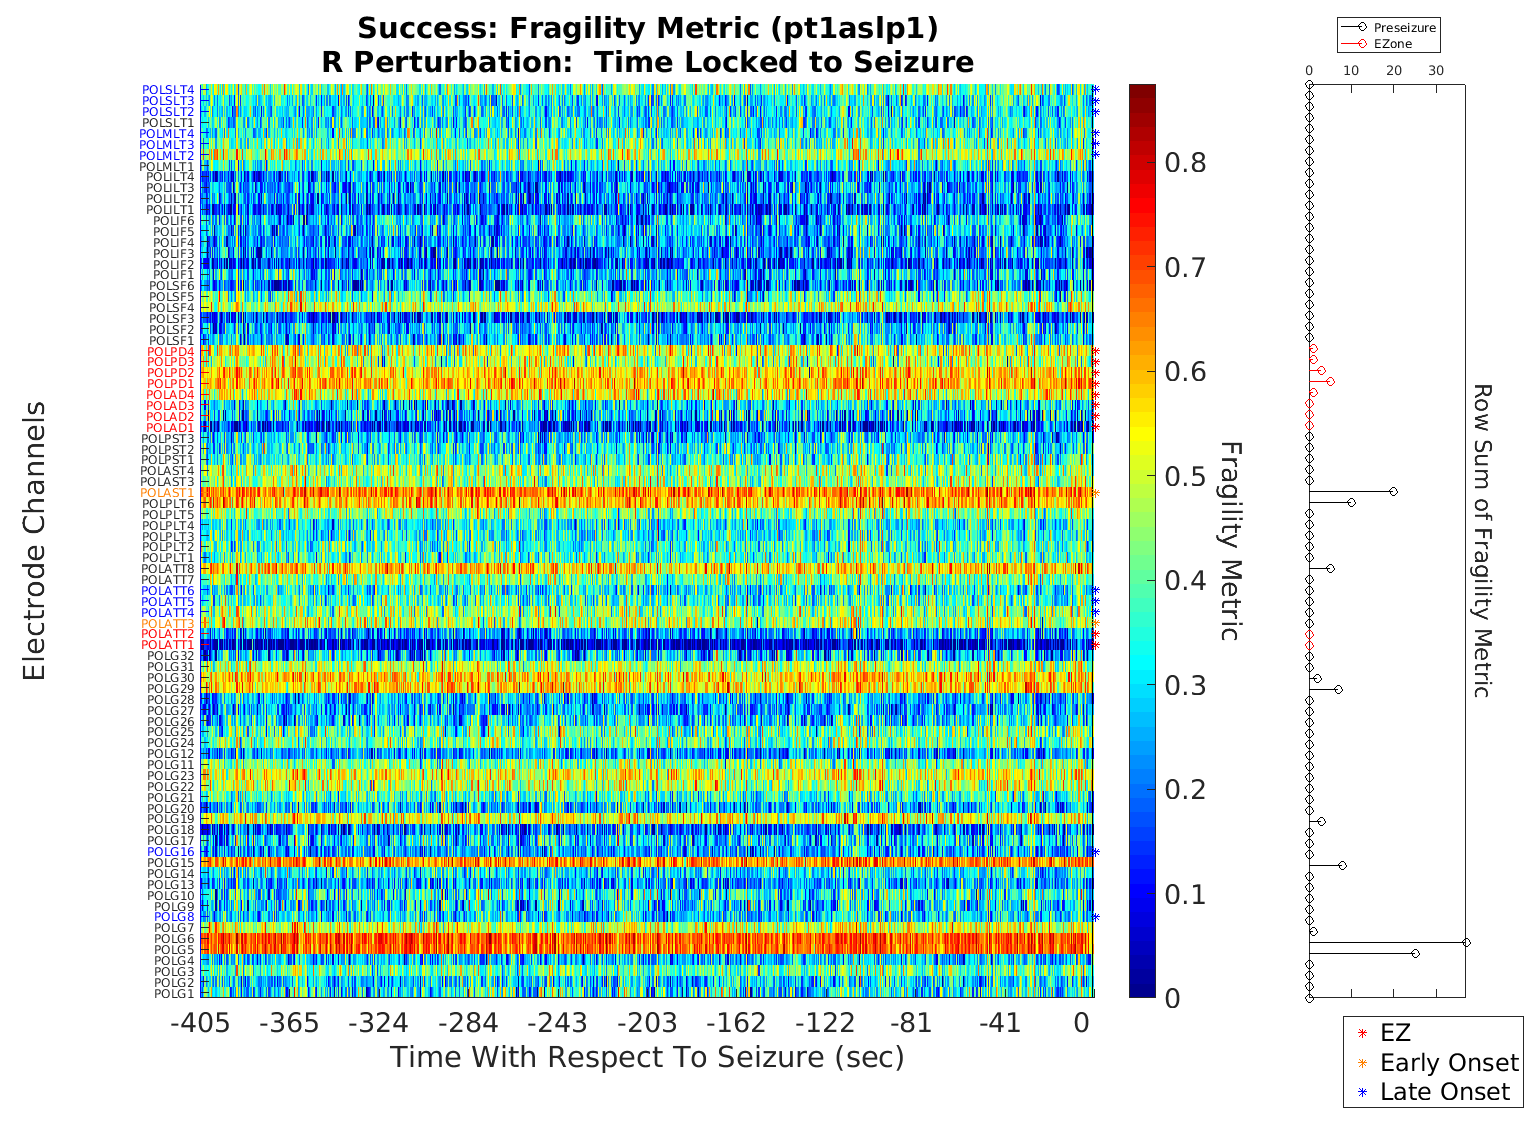 Success: Fragility Metric (pt1aslp1)
R Perturbation:  Time Locked to Seizure
Preseizure
EZone
0 10 20 30
Electrode Channels
POLSLT4
POLSLT3
POLSLT2
POLSLT1
POLMLT4
POLMLT3
POLMLT2
POLMLT1
POLILT4
POLILT3
POLILT2
POLILT1
POLIF6
POLIF5
POLIF4
POLIF3
POLIF2
POLIF1
POLSF6
POLSF5
POLSF4
POLSF3
POLSF2
POLSF1
POLPD4
POLPD3
POLPD2
POLPD1
POLAD4
POLAD3
POLAD2
POLAD1
POLPST3
POLPST2
POLPST1
POLAST4
POLAST3
POLAST1
POLPLT6
POLPLT5
POLPLT4
POLPLT3
POLPLT2
POLPLT1
POLATT8
POLATT7
POLATT6
POLATT5
POLATT4
POLATT3
POLATT2
POLATT1
POLG32
POLG31
POLG30
POLG29
POLG28
POLG27
POLG26
POLG25
POLG24
POLG12
POLG11
POLG23
POLG22
POLG21
POLG20
POLG19
POLG18
POLG17
POLG16
POLG15
POLG14
POLG13
POLG10
POLG9
POLG8
POLG7
POLG6
POLG5
POLG4
POLG3
POLG2
POLG1
-405 -365 -324 -284 -243 -203 -162 -122 -81 -41 0
Time With Respect To Seizure (sec)
0.8
0.7
0.6
0.5
0.4
0.3
0.2
0.1
0
Fragility Metric
Row Sum of Fragility Metric
EZ
Early Onset
Late Onset